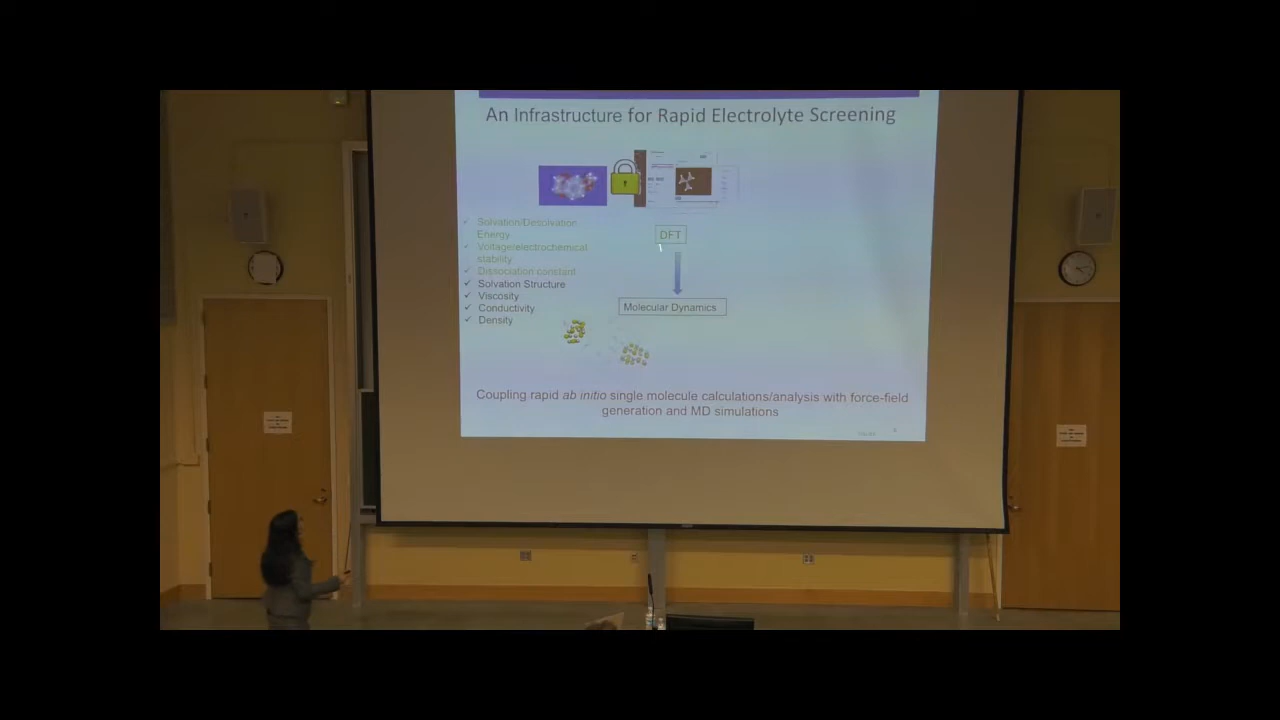 An Infrastructure for Rapid Electrolyte Screening
Solvation/Desolvation
Energy
Voltage/electrochemical
stability
Dissociation constant
Solvation Structure
Viscosity
Conductivity
Density
DFT
Molecular Dynamics
Coupling rapid ab initio single molecule calculations/analysis with force-field
generation and MD simulations